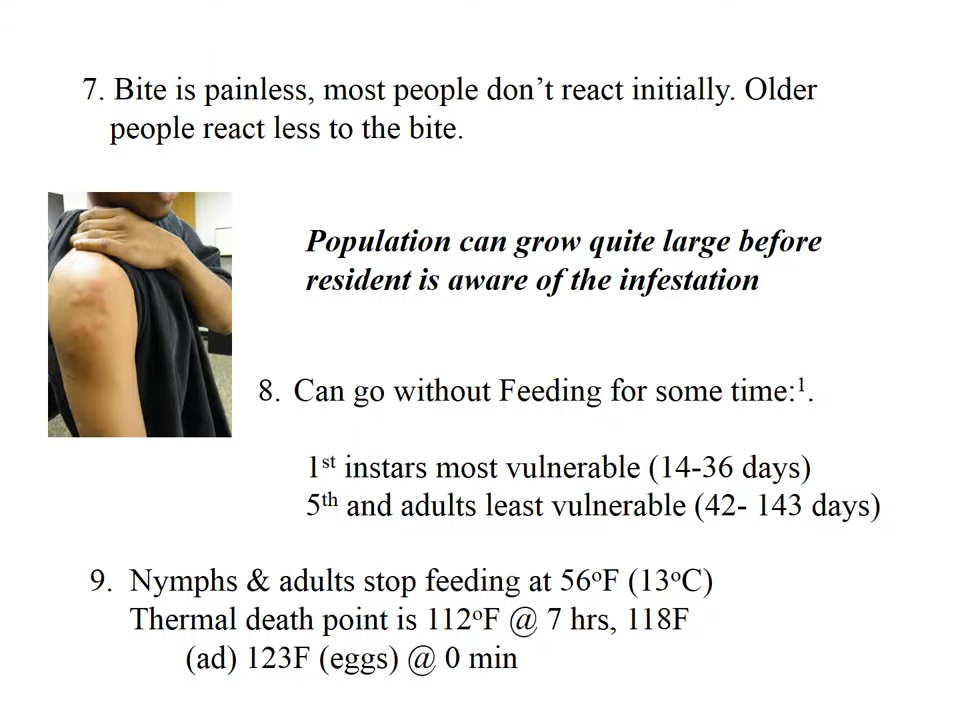 7. Bite is painless, most people don’t react initially. Older
people react less to the bite.
Population can grow quite large before
resident is aware of the infestation
8. Can go without Feeding for some time:1.
1st instars most vulnerable (14-36 days)
5th and adults least vulnerable (42- 143 days)
9. Nymphs & adults stop feeding at 56oF (13oC)
Thermal death point is 112oF @ 7 hrs, 118F
(ad) 123F (eggs) @ 0 min